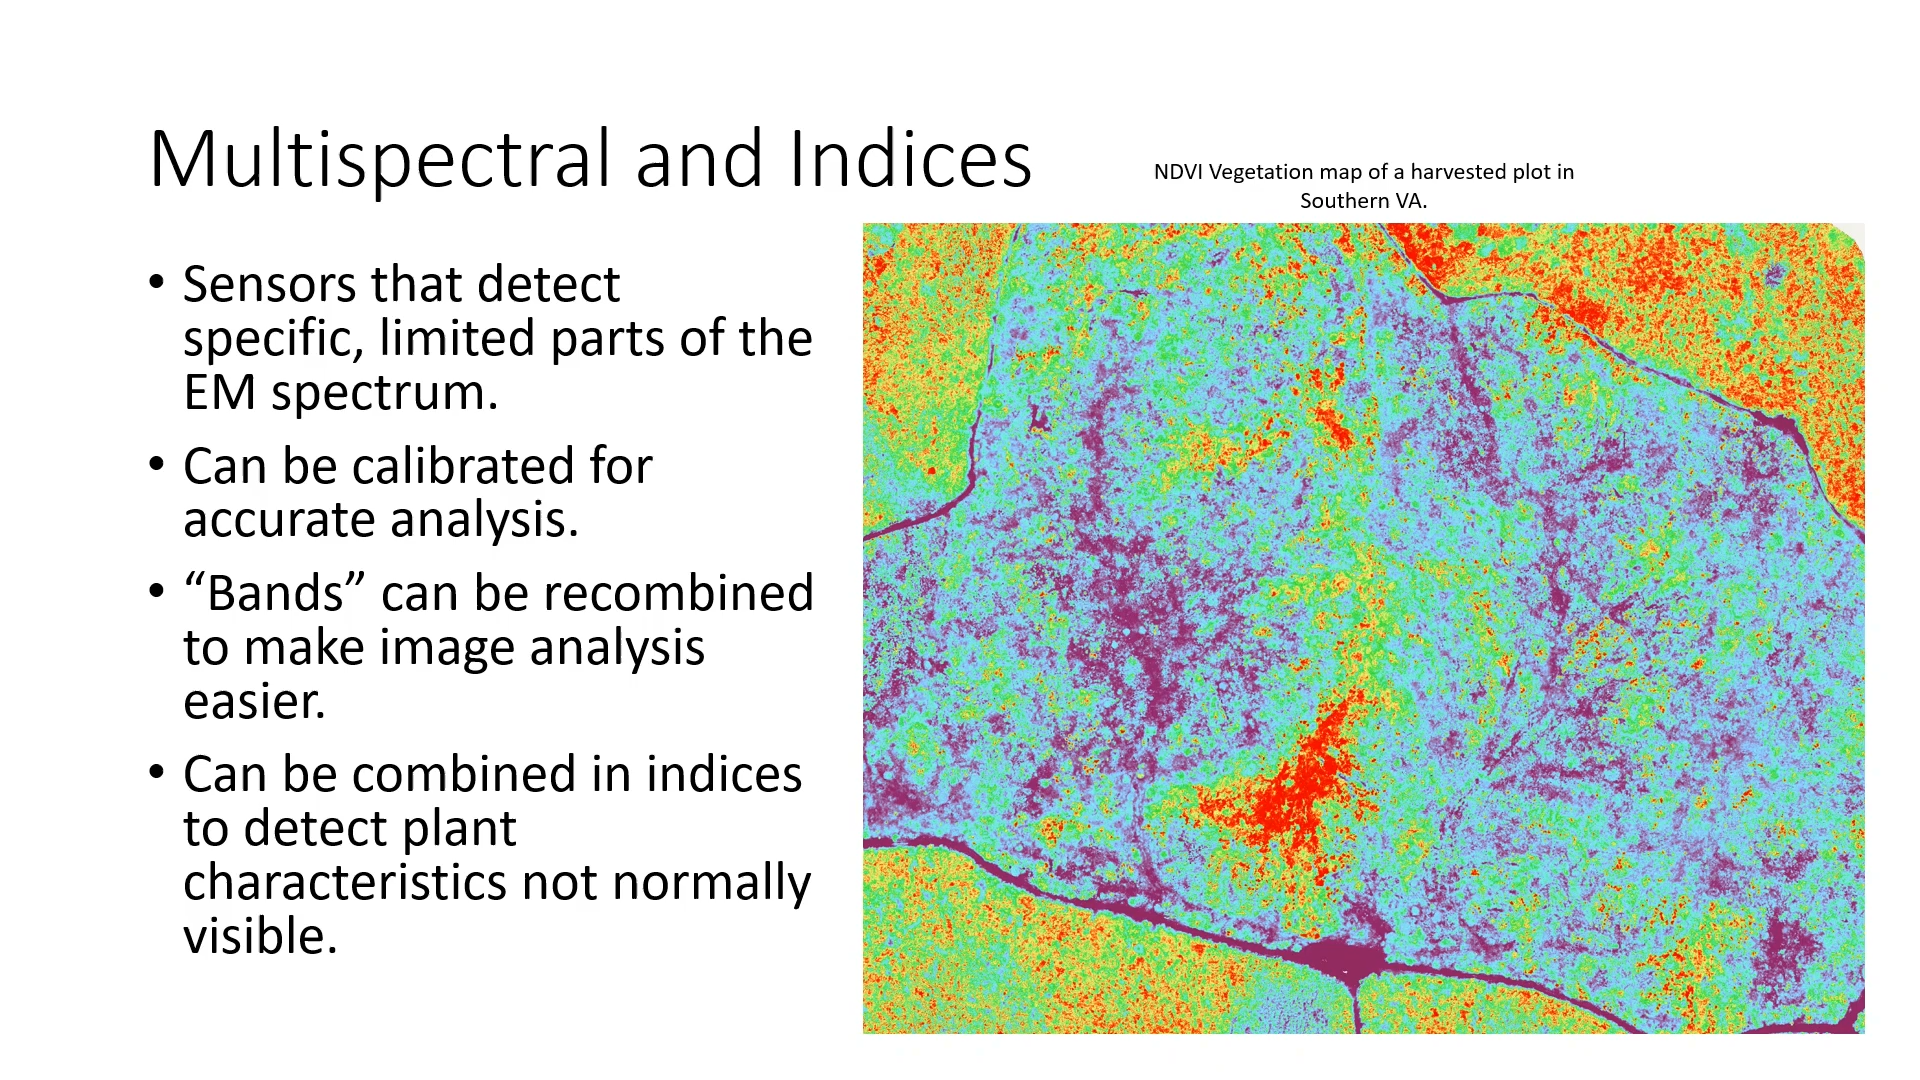 Multispectral and Indices
NDVI Vegetation map of a harvested plot in
Southern VA.
• Sensors that detect
specific, limited parts of the
EM spectrum.
• Can be calibrated for
accurate analysis.
• “Bands” can be recombined
to make image analysis
easier.
• Can be combined in indices
to detect plant
characteristics not normally
visible.